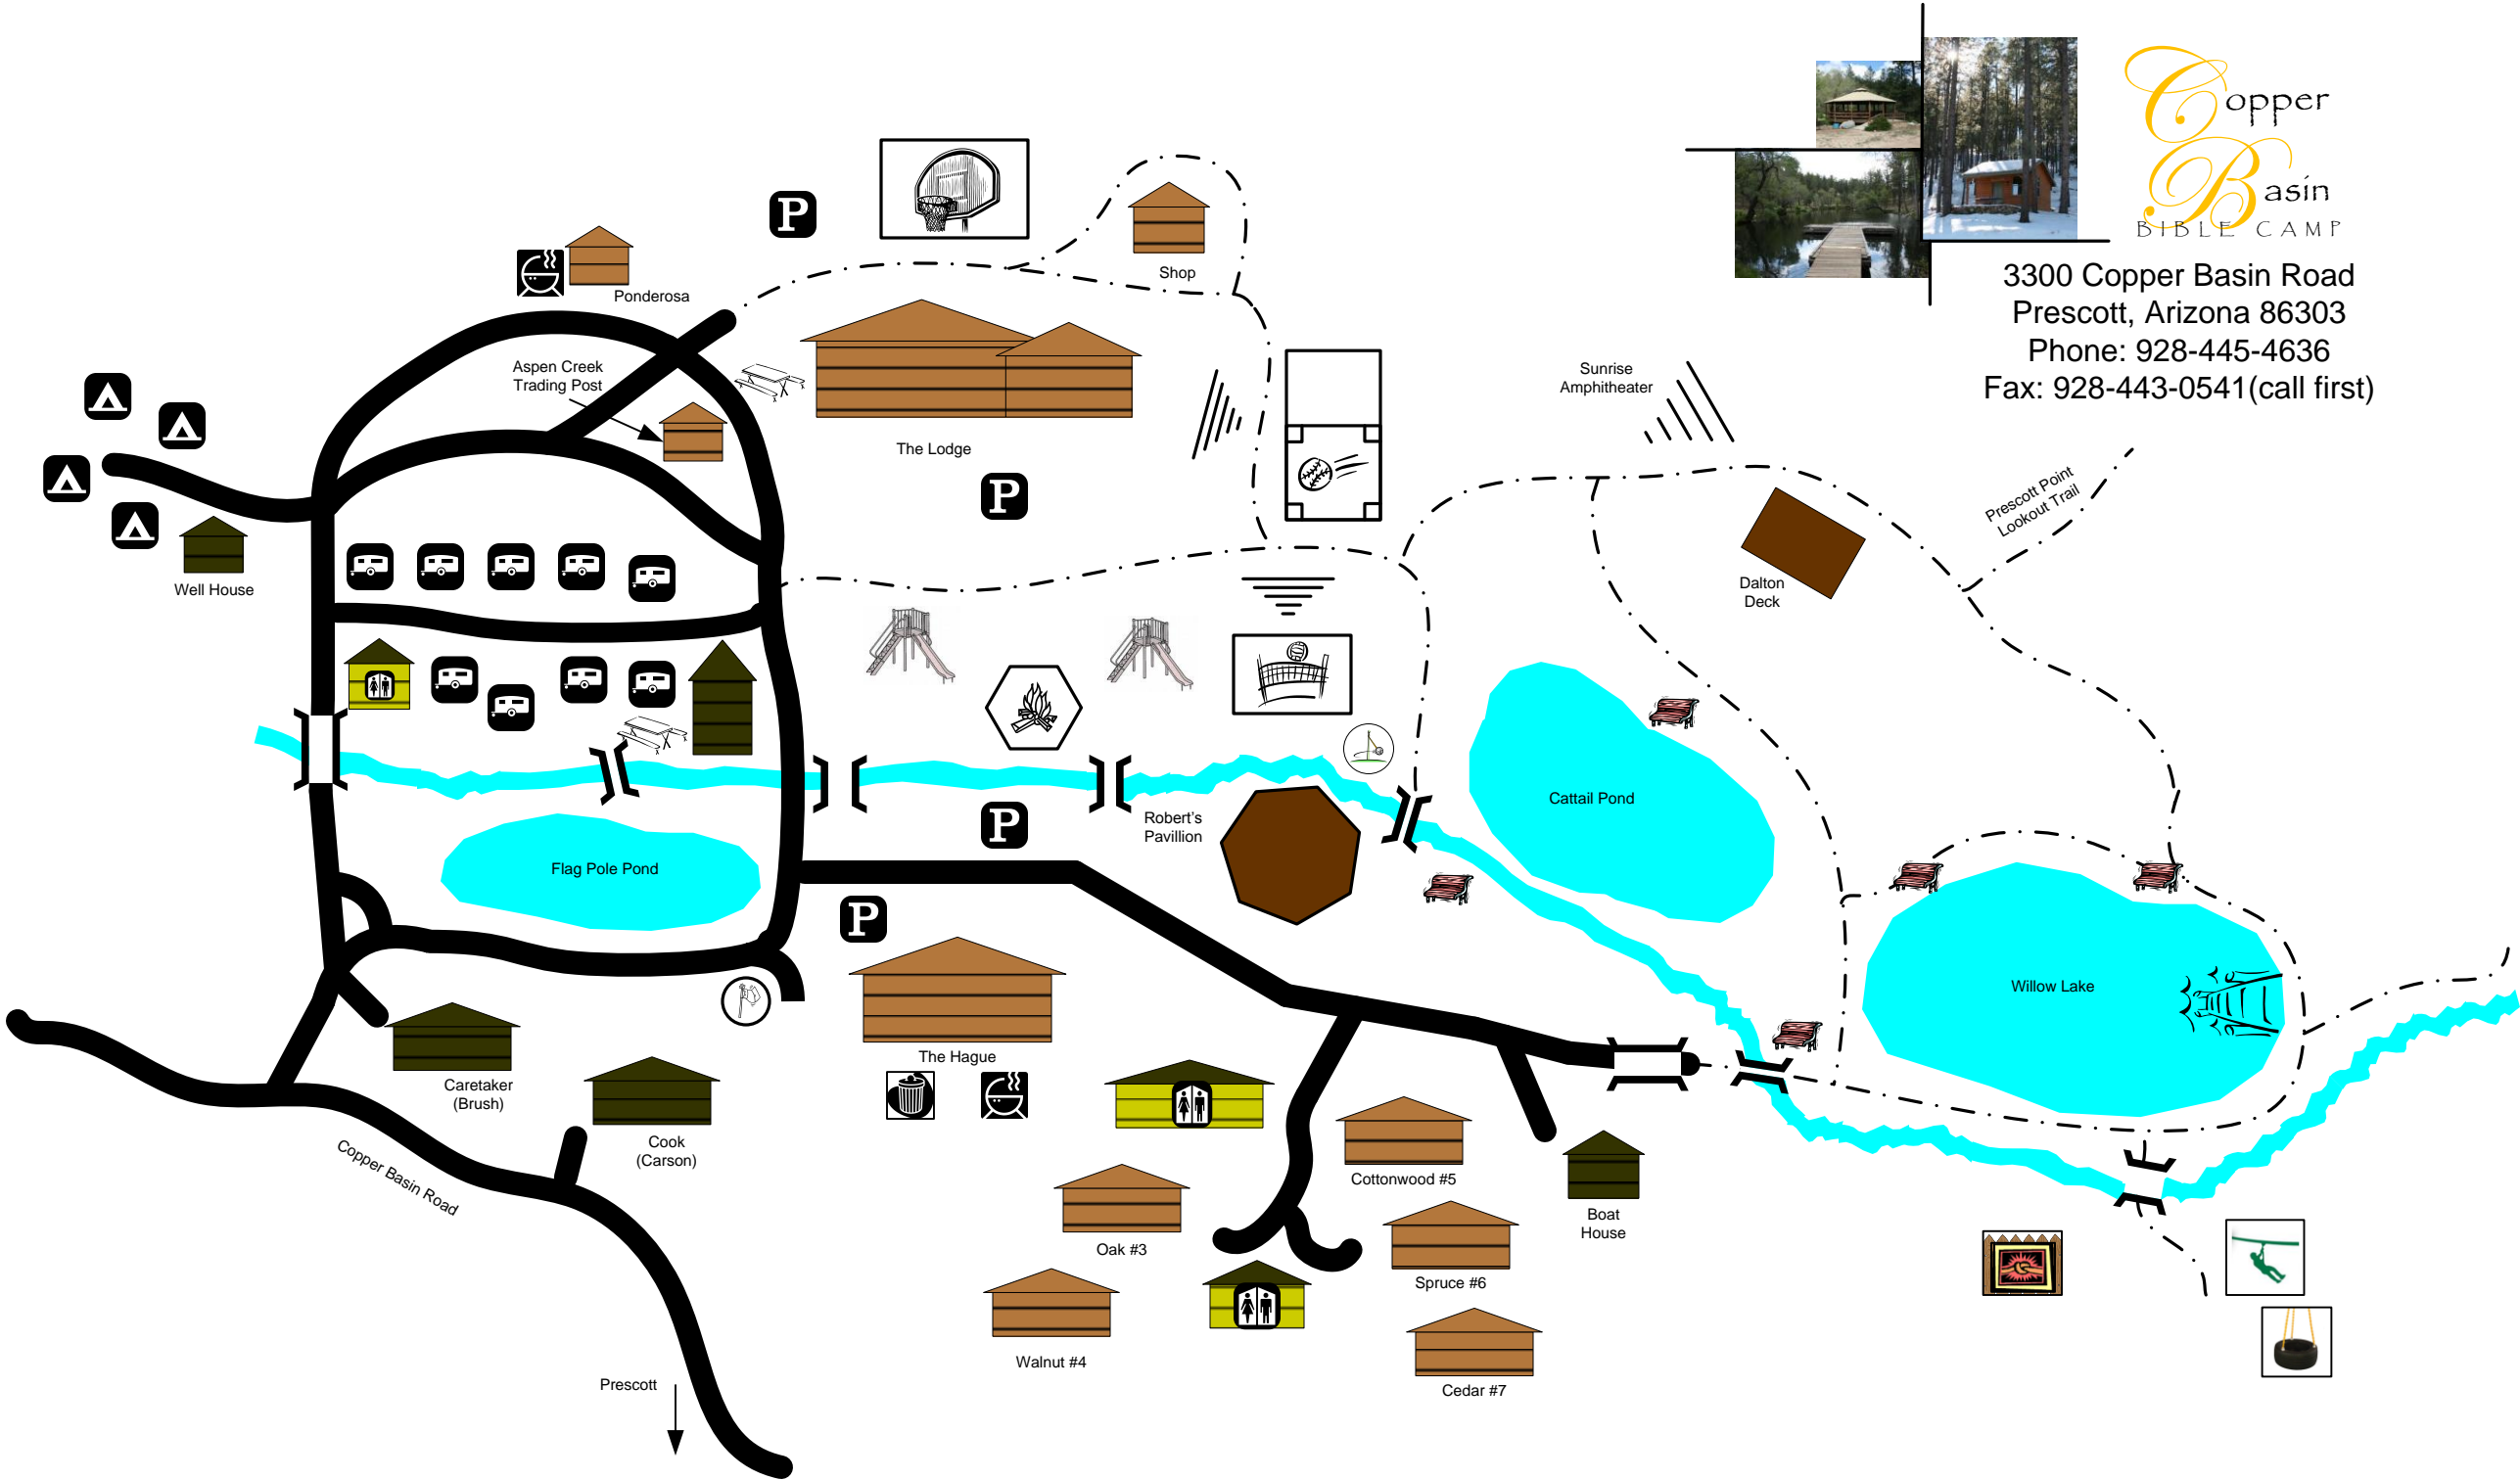 Copper
Basin
BIBLE CAMP
3300 Copper Basin Road
Prescott, Arizona 86303
Phone: 928-445-4636
Fax: 928-443-0541(call first)
P
Shop
Ponderosa
Aspen Creek
Trading Post
The Lodge
Sunrise
Amphitheater
P
Prescott Point
Lookout Trail
Well House
Dalton
Deck
Cattail Pond
P
Robert's
Pavillion
Flag Pole Pond
P
Willow Lake
The Hague
Caretaker
(Brush)
Cook
(Carson)
Copper Basin Road
Cottonwood #5
Oak #3
Boat
House
Spruce #6
Walnut #4
Cedar #7
Prescott